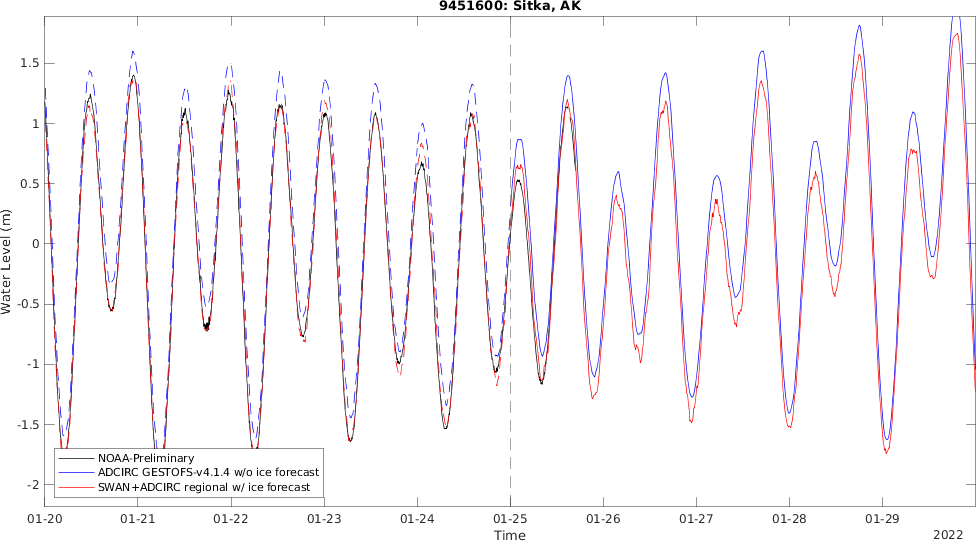 9451600: Sitka, AK
Water Level (m)
1.5
1
0.5
0
-0.5
-1
-1.5
-2
NOAA-Preliminary
ADCIRC GESTOFS-v4.1.4 w/o ice forecast
SWAN+ADCIRC regional w/ ice forecast
01-20 01-21 01-22 01-23 01-24 01-25 01-26 01-27 01-28 01-29
Time
2022